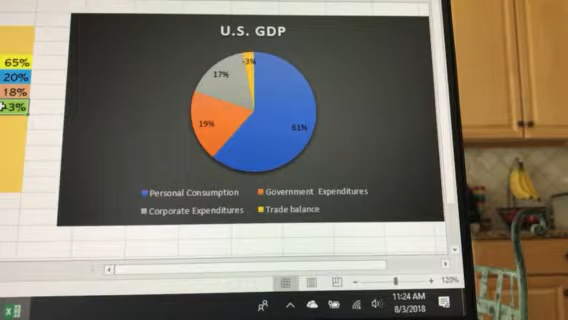 U.S. GDP
65%
20%
18%
-3%
-3%
17%
19%
61%
Personal Consumption
Government Expenditures
Corporate Expenditures
Trade balance
120%
11:24 AM
8/3/2018